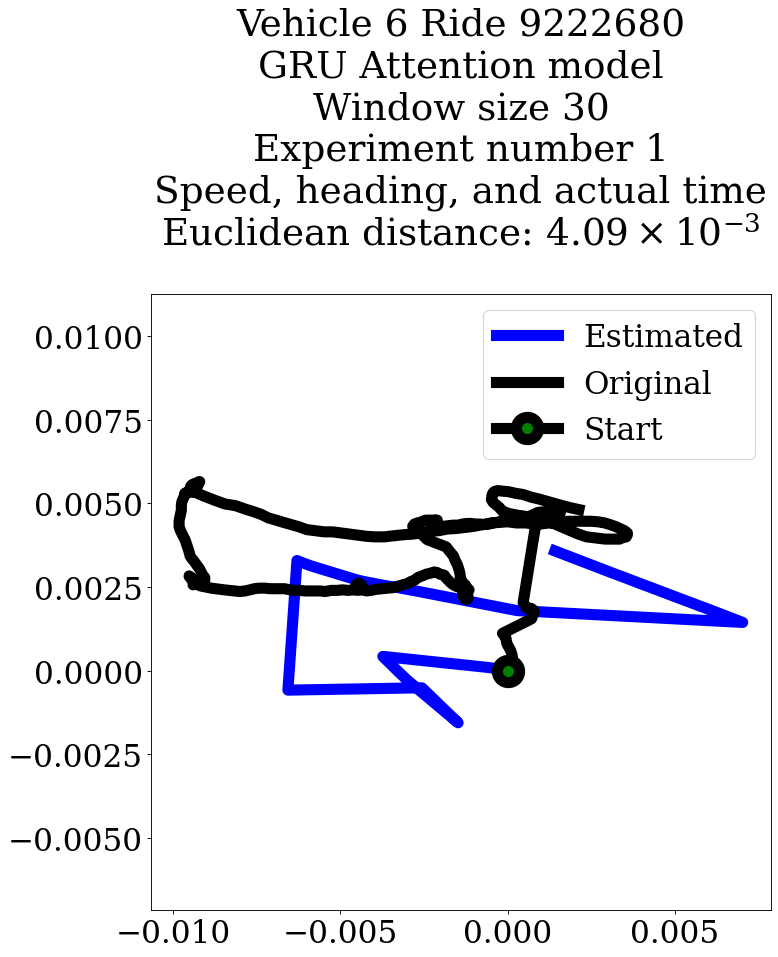 Vehicle 6 Ride 9222680
GRU Attention model
Window size 30
Experiment number 1
Speed, heading, and actual time
Euclidean distance: 4.09 × 10⁻³
Estimated
Original
Start
0.0100
0.0075
0.0050
0.0025
0.0000
−0.0025
−0.0050
−0.010
−0.005
0.000
0.005